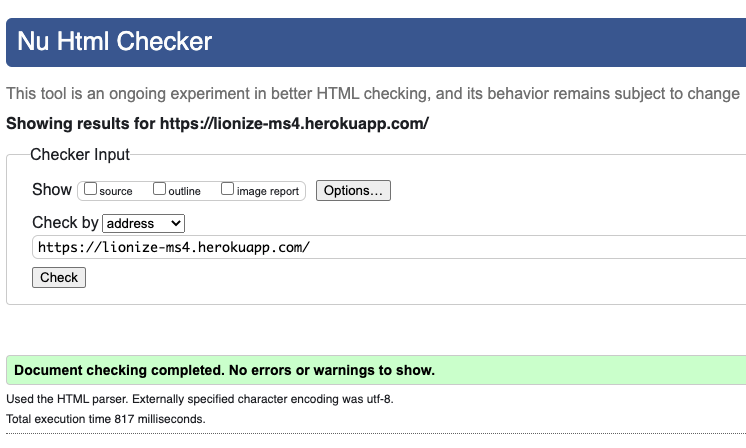 Nu Html Checker
This tool is an ongoing experiment in better HTML checking, and its behavior remains subject to change
Showing results for https://lionize-ms4.herokuapp.com/
Checker Input
Show source outline image report Options...
Check by address
https://lionize-ms4.herokuapp.com/
Check
Document checking completed. No errors or warnings to show.
Used the HTML parser. Externally specified character encoding was utf-8.
Total execution time 817 milliseconds.